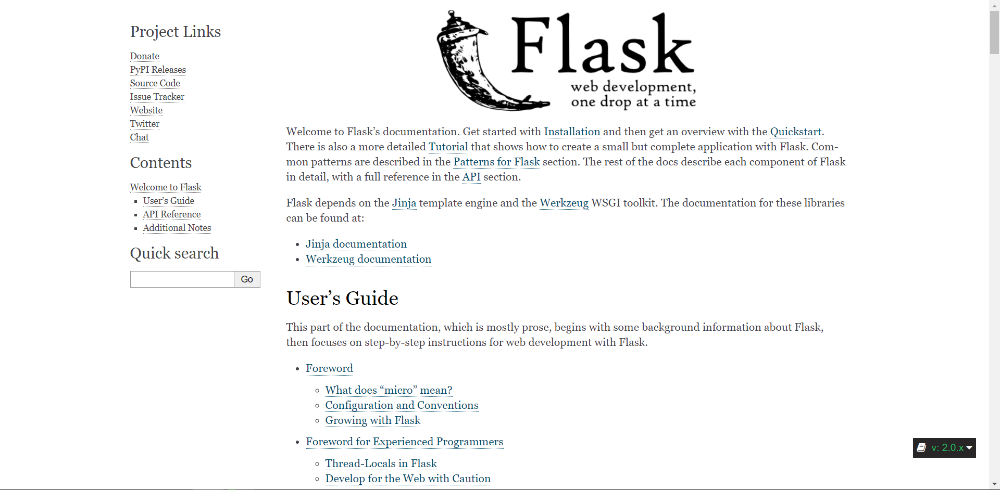 Project Links
Donate
PyPI Releases
Source Code
Issue Tracker
Website
Twitter
Chat
Contents
Welcome to Flask
User’s Guide
API Reference
Additional Notes
Quick search
Go
Flask
web development,
one drop at a time
Welcome to Flask’s documentation. Get started with Installation and then get an overview with the Quickstart.
There is also a more detailed Tutorial that shows how to create a small but complete application with Flask. Com-
mon patterns are described in the Patterns for Flask section. The rest of the docs describe each component of Flask
in detail, with a full reference in the API section.
Flask depends on the Jinja template engine and the Werkzeug WSGI toolkit. The documentation for these libraries
can be found at:
Jinja documentation
Werkzeug documentation
User’s Guide
This part of the documentation, which is mostly prose, begins with some background information about Flask,
then focuses on step-by-step instructions for web development with Flask.
Foreword
What does “micro” mean?
Configuration and Conventions
Growing with Flask
Foreword for Experienced Programmers
Thread-Locals in Flask
Develop for the Web with Caution
v: 2.0.x